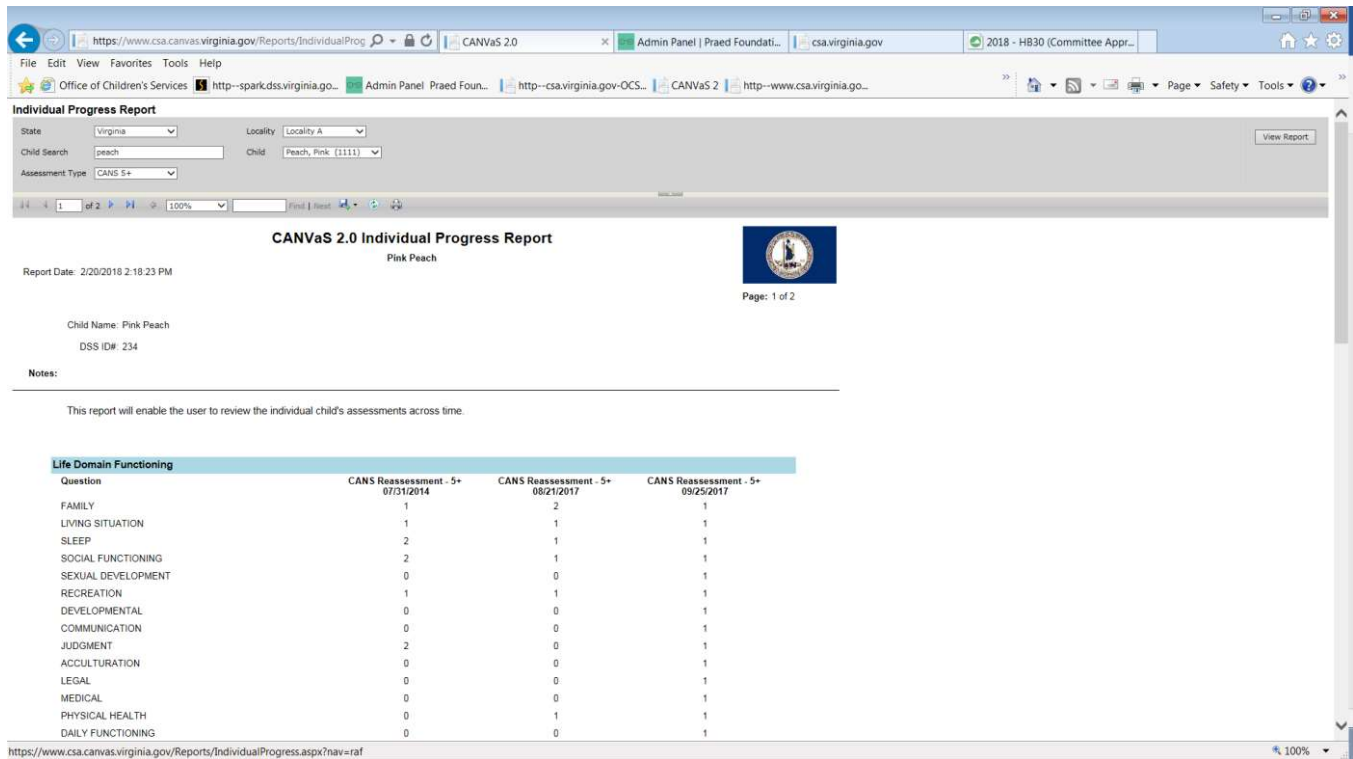 https://www.csa.canvas.virginia.gov/Reports/IndividualProg CANVaS 2.0 Admin Panel | Praed Foundati... csa.virginia.gov 2018 - HB30 (Committee Appr...
File Edit View Favorites Tools Help
Office of Children's Services http--spark.dss.virginia.go... Admin Panel Praed Foun... http--csa.virginia.gov-OCS... CANVaS 2 http--www.csa.virginia.go... Page Safety Tools
Individual Progress Report
State Virginia Locality Locality A View Report
Child Search peach Child Peach, Pink (1111)
Assessment Type CANS 5+
1 of 2 100% Find | Next
CANVaS 2.0 Individual Progress Report
Pink Peach
Report Date: 2/20/2018 2:18:23 PM
Page: 1 of 2
Child Name: Pink Peach
DSS ID#: 234
Notes:
This report will enable the user to review the individual child's assessments across time.
Life Domain Functioning
Question CANS Reassessment - 5+ CANS Reassessment - 5+ CANS Reassessment - 5+
07/31/2014 08/21/2017 09/25/2017
FAMILY 1 2 1
LIVING SITUATION 1 1 1
SLEEP 2 1 1
SOCIAL FUNCTIONING 2 1 1
SEXUAL DEVELOPMENT 0 0 1
RECREATION 1 1 1
DEVELOPMENTAL 0 0 1
COMMUNICATION 0 0 1
JUDGMENT 2 0 1
ACCULTURATION 0 0 1
LEGAL 0 0 1
MEDICAL 0 0 1
PHYSICAL HEALTH 0 1 1
DAILY FUNCTIONING 0 0 1
https://www.csa.canvas.virginia.gov/Reports/IndividualProgress.aspx?nav=raf 100%